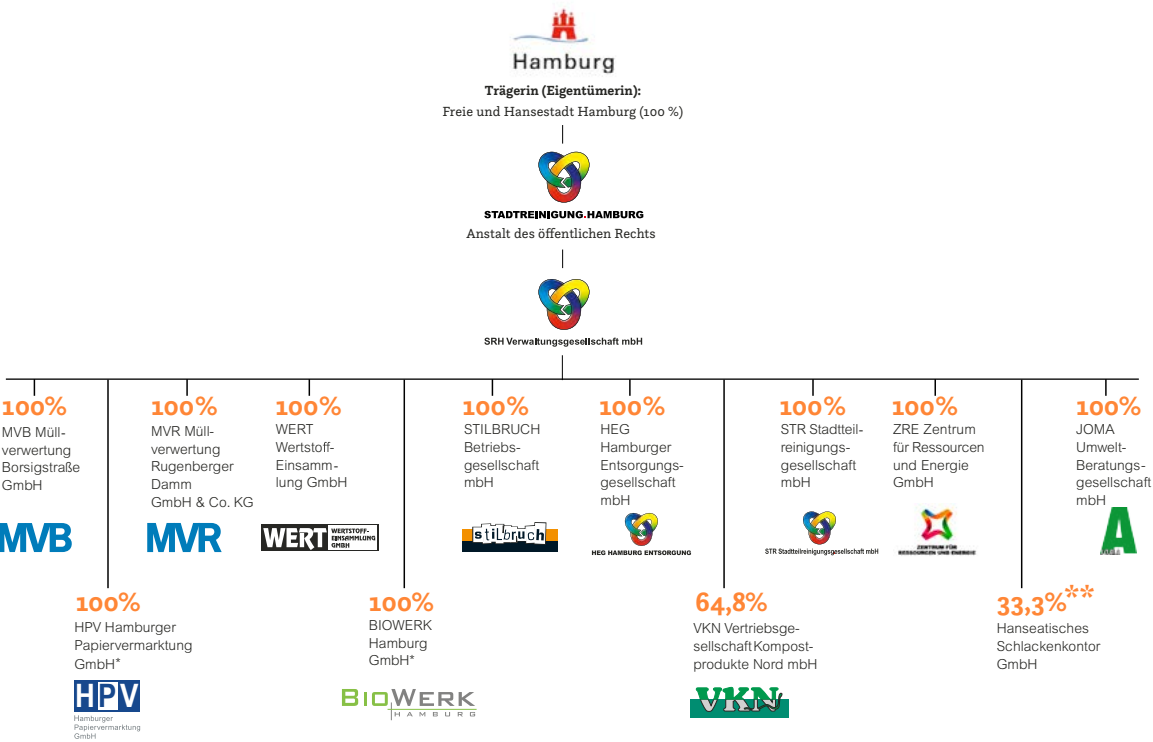 Hamburg
Trägerin (Eigentümerin):
Freie und Hansestadt Hamburg (100 %)
STADTREINIGUNG.HAMBURG
Anstalt des öffentlichen Rechts
SRH Verwaltungsgesellschaft mbH
100%
MVB Müll-
verwertung
Borsigstraße
GmbH
MVB
100%
MVR Müll-
verwertung
Rugenberger
Damm
GmbH & Co. KG
MVR
100%
WERT
Wertstoff-
Einsamm-
lung GmbH
WERT
WERTSTOFF-
EINSAMMLUNG
GMBH
100%
STILBRUCH
Betriebs-
gesellschaft
mbH
stilbruch
100%
HEG
Hamburger
Entsorgungs-
gesellschaft
mbH
HEG HAMBURG ENTSORGUNG
100%
STR Stadtteil-
reinigungs-
gesellschaft
mbH
STR Stadtteilreinigungsgesellschaft mbH
100%
ZRE Zentrum
für Ressourcen
und Energie
GmbH
ZENTRUM FÜR
RESSOURCEN UND ENERGIE
100%
JOMA
Umwelt-
Beratungs-
gesellschaft
mbH
A
100%
HPV Hamburger
Papiervermarktung
GmbH*
HPV
Hamburger
Papiervermarktung
GmbH
100%
BIOWERK
Hamburg
GmbH*
BIOWERK
HAMBURG
64,8%
VKN Vertriebsge-
sellschaft Kompost-
produkte Nord mbH
VKN
33,3%**
Hanseatisches
Schlackenkontor
GmbH